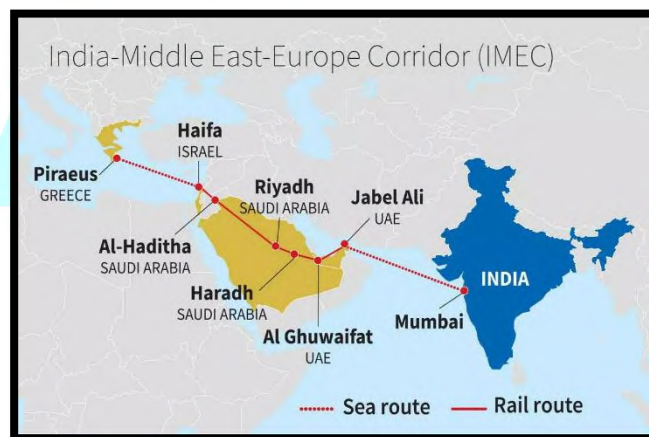 India-Middle East-Europe Corridor (IMEC)
Haifa
ISRAEL
Piraeus
GREECE
Riyadh
SAUDI ARABIA
Jabel Ali
UAE
Al-Haditha
SAUDI ARABIA
Haradh
SAUDI ARABIA
Al Ghuwaifat
UAE
INDIA
Mumbai
Sea route
Rail route